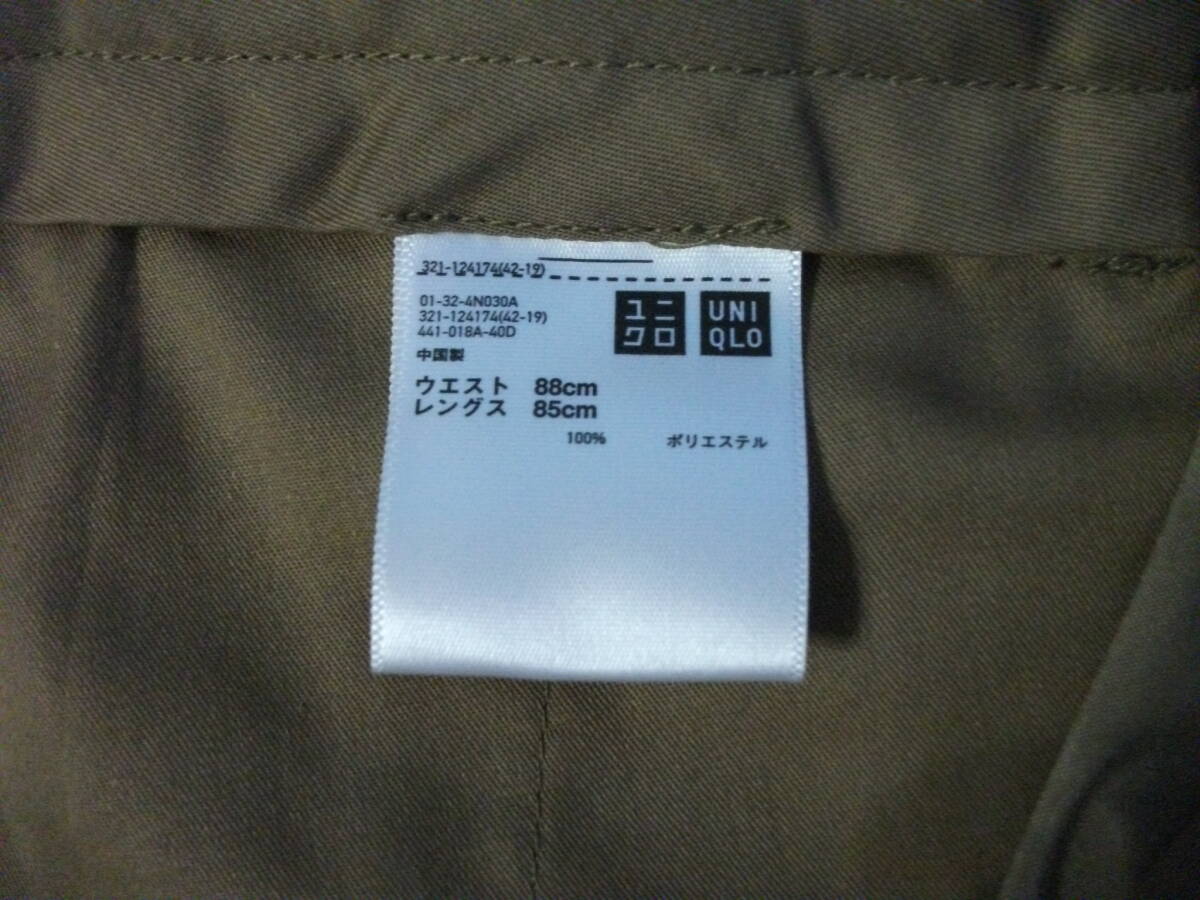 321-124174(42-19)
01-32-4N030A
321-124174(42-19)
441-018A-40D
中国製
ユニ
クロ
UNI
QLO
ウエスト 88cm
レングス 85cm
100% ポリエステル